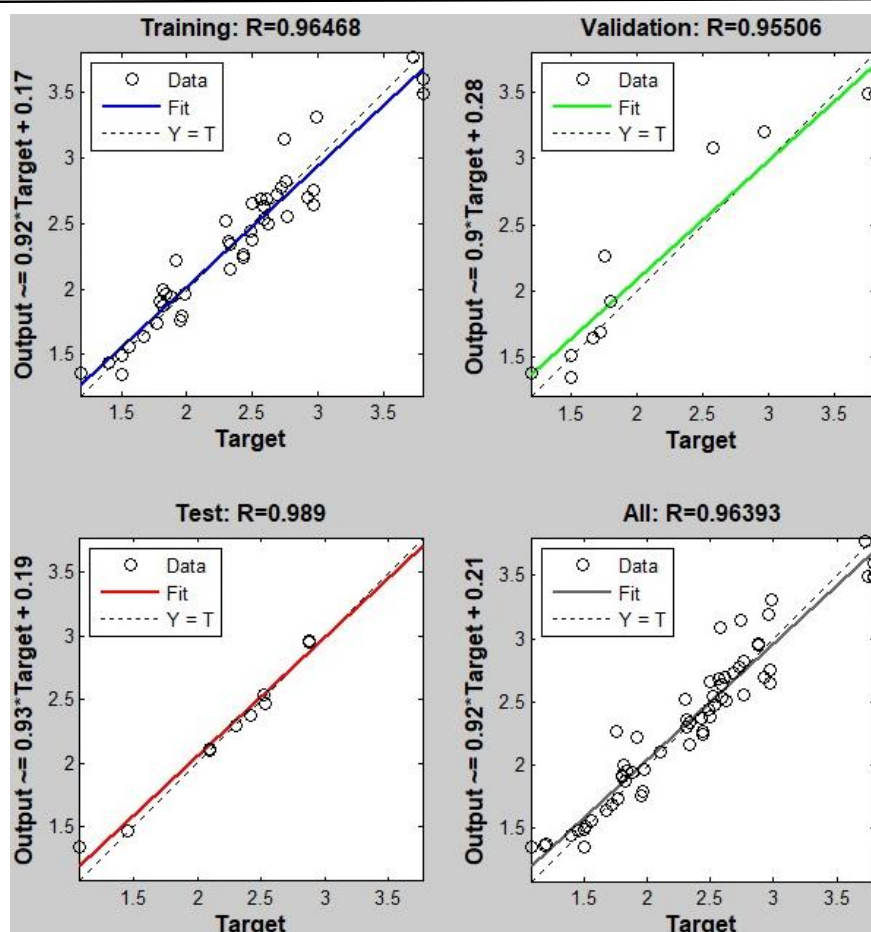 Training: R=0.96468
Output ~= 0.92*Target + 0.17
Data
Fit
Y = T
3.5
3
2.5
2
1.5
1.5
2
2.5
3
3.5
Target
Validation: R=0.95506
Output ~= 0.9*Target + 0.28
Data
Fit
Y = T
3.5
3
2.5
2
1.5
1.5
2
2.5
3
3.5
Target
Test: R=0.989
Output ~= 0.93*Target + 0.19
Data
Fit
Y = T
3.5
3
2.5
2
1.5
1.5
2
2.5
3
3.5
Target
All: R=0.96393
Output ~= 0.92*Target + 0.21
Data
Fit
Y = T
3.5
3
2.5
2
1.5
1.5
2
2.5
3
3.5
Target